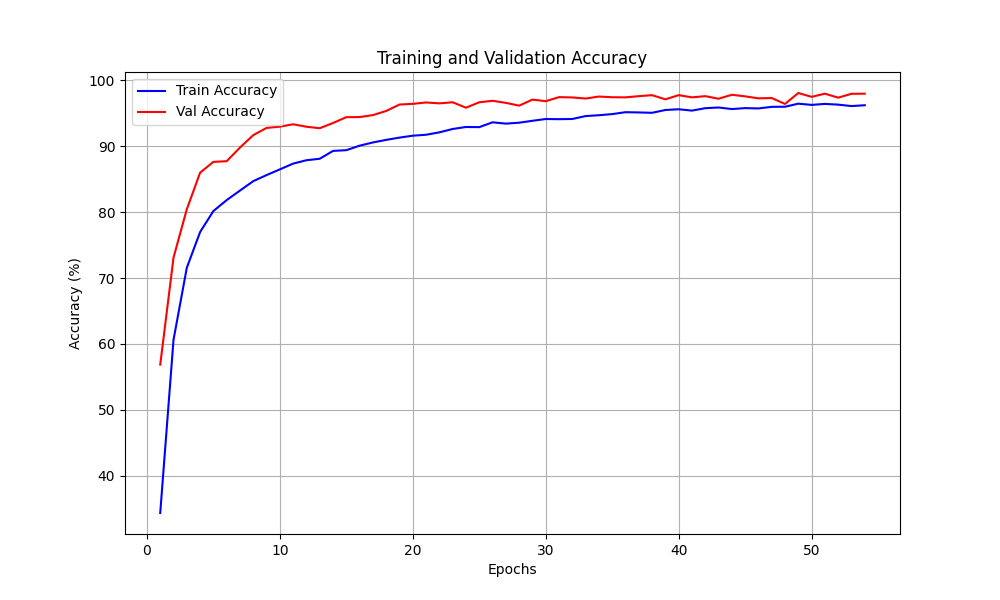 Training and Validation Accuracy
Train Accuracy
Val Accuracy
100
90
80
70
60
50
40
Accuracy (%)
0 10 20 30 40 50
Epochs